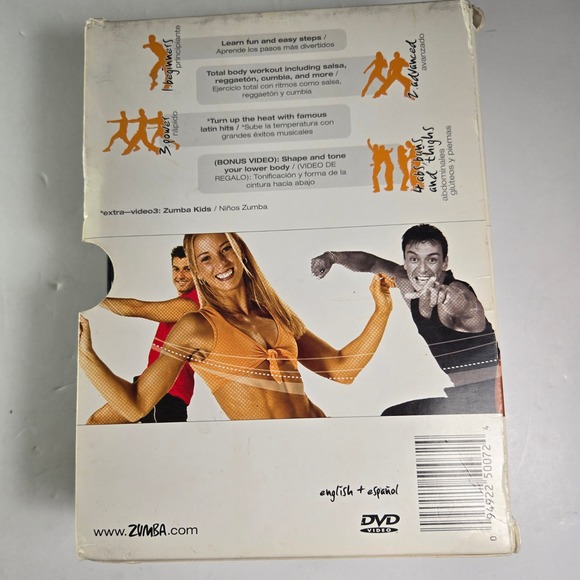 1 beginners
principiante
Learn fun and easy steps /
Aprende los pasos más divertidos
Total body workout including salsa,
reggaetón, cumbia, and more /
Ejercicio total con ritmos como salsa,
reggaetón y cumbia
2 advanced
avanzado
3 power
rápido
*Turn up the heat with famous
latin hits / *Sube la temperatura con
grandes éxitos musicales
(BONUS VIDEO): Shape and tone
your lower body / (VIDEO DE
REGALO): Tonificación y forma de la
cintura hacia abajo
4 abs, buns
and thighs
abdominales
glúteos y piernas
*extra—video3: Zumba Kids / Niños Zumba
english + español
www.ZUMBA.com
DVD
VIDEO
0 94922 50072 4